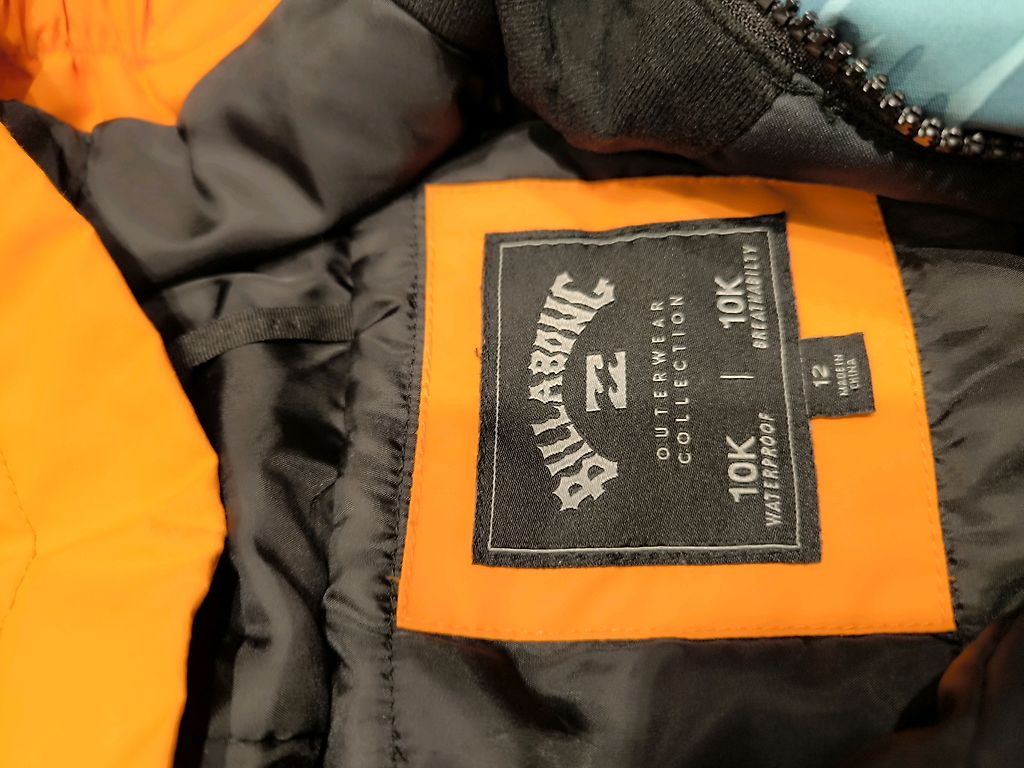 BILLABONG
OUTERWEAR
COLLECTION
10K | 10K
WATERPROOF BREATHABILITY
12
MADE IN
CHINA